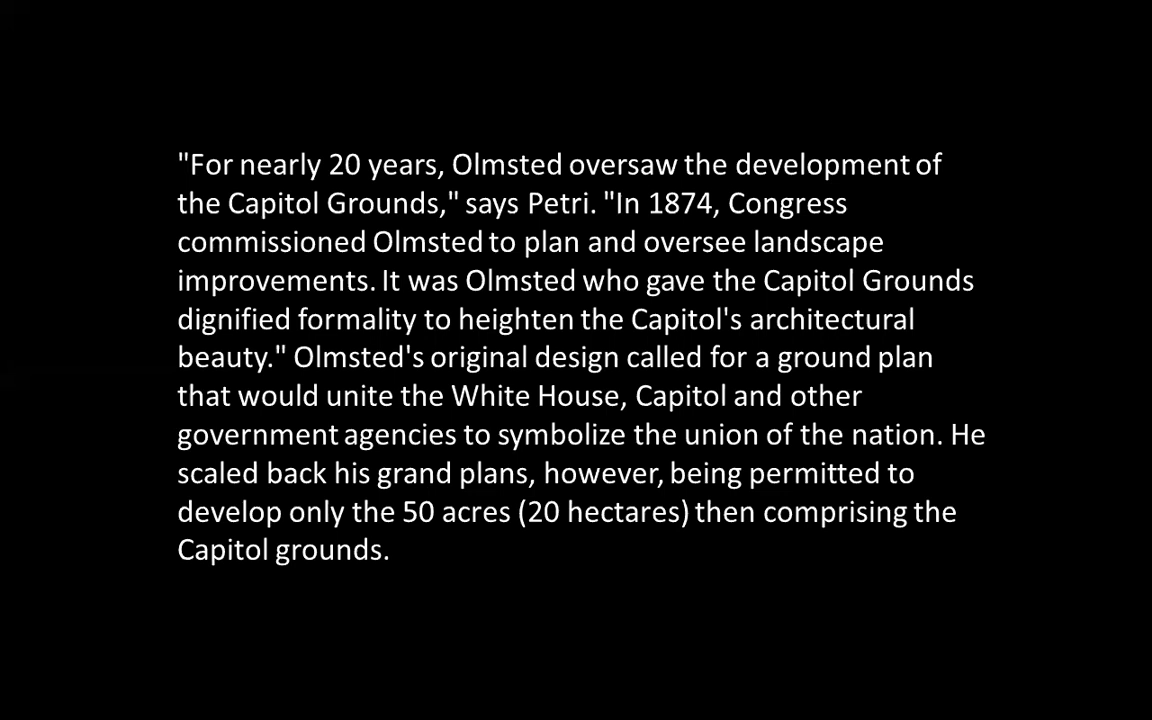 "For nearly 20 years, Olmsted oversaw the development of
the Capitol Grounds," says Petri. "In 1874, Congress
commissioned Olmsted to plan and oversee landscape
improvements. It was Olmsted who gave the Capitol Grounds
dignified formality to heighten the Capitol's architectural
beauty." Olmsted's original design called for a ground plan
that would unite the White House, Capitol and other
government agencies to symbolize the union of the nation. He
scaled back his grand plans, however, being permitted to
develop only the 50 acres (20 hectares) then comprising the
Capitol grounds.